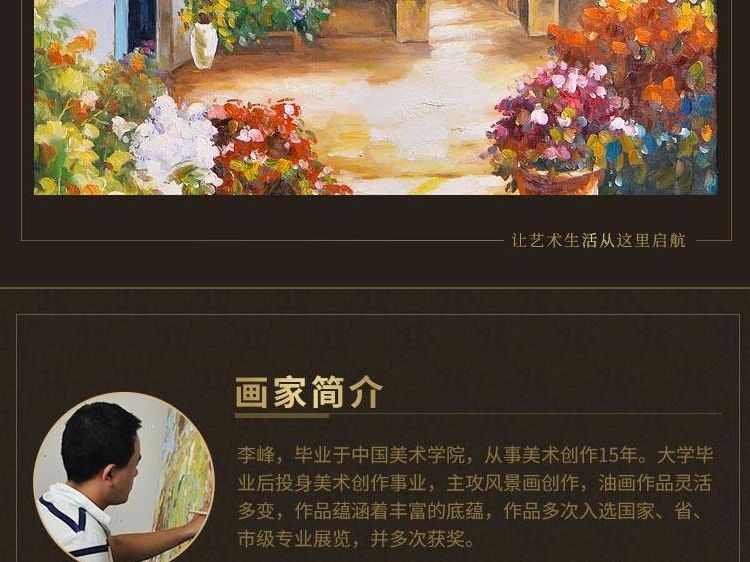 让艺术生活从这里启航
画家简介
李峰，毕业于中国美术学院，从事美术创作15年。大学毕
业后投身美术创作事业，主攻风景画创作，油画作品灵活
多变，作品蕴涵着丰富的底蕴，作品多次入选国家、省、
市级专业展览，并多次获奖。